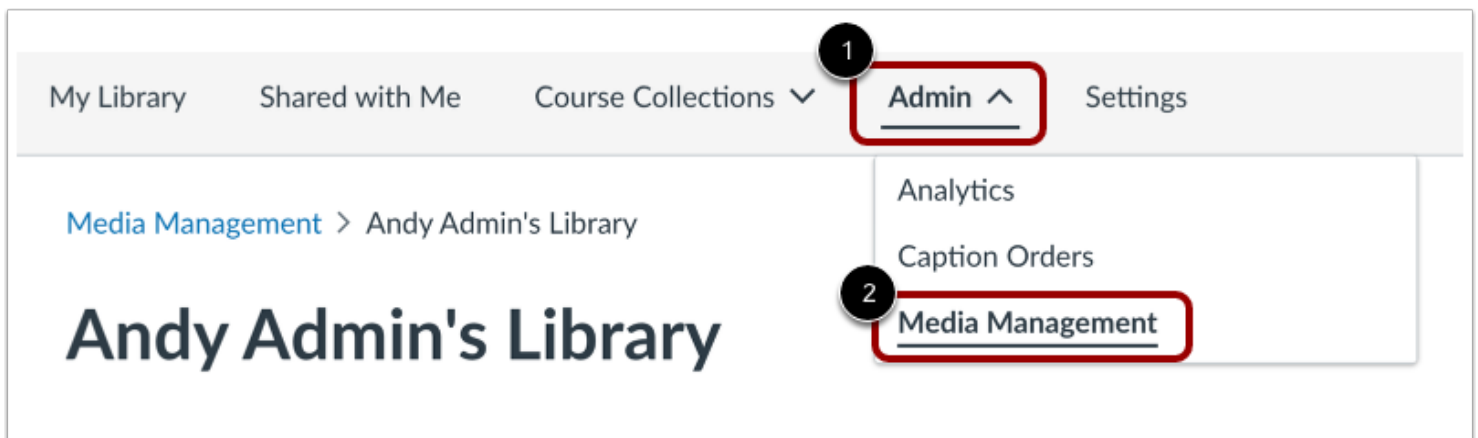 1
My Library Shared with Me Course Collections Admin Settings
Analytics
Media Management > Andy Admin's Library
Caption Orders
2
Media Management
Andy Admin's Library